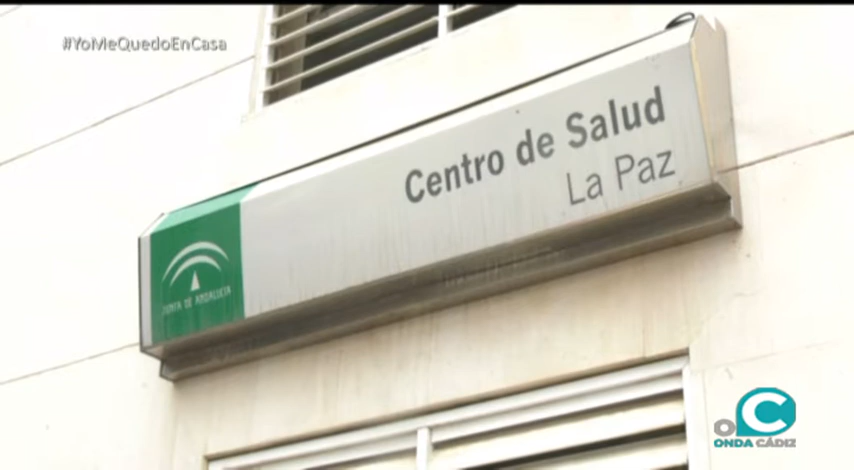 #YoMeQuedoEnCasa
Centro de Salud
La Paz
JUNTA DE ANDALUCIA
ONDA CÁDIZ